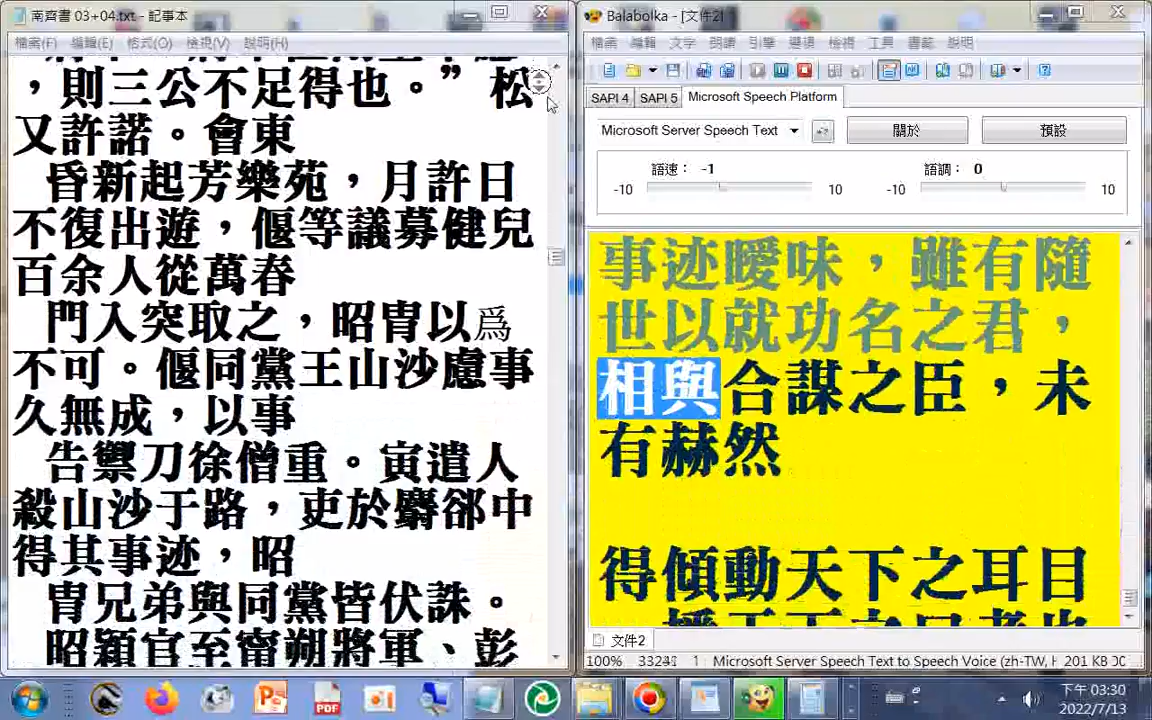 南齊書 03+04.txt - 記事本
檔案(F) 編輯(E) 格式(O) 檢視(V) 說明(H)
，則三公不足得也。” 松
又許諾。會東
昏新起芳樂苑，月許日
不復出遊，偃等議募健兒
百余人從萬春
門入突取之，昭冑以爲
不可。偃同黨王山沙慮事
久無成，以事
告禦刀徐僧重。寅遣人
殺山沙于路，吏於麝䣛中
得其事迹，昭
冑兄弟與同黨皆伏誅。
昭穎官至甯朔將軍、彭
Balabolka - [文件2]
檔案 編輯 文字 朗讀 引擎 選項 檢視 工具 書籤 說明
SAPI 4 SAPI 5 Microsoft Speech Platform
Microsoft Server Speech Text 關於 預設
語速： -1 語調： 0
-10 10 -10 10
事迹曖味，雖有隨
世以就功名之君，
相與合謀之臣，未
有赫然
得傾動天下之耳目
文件2
100% 1 Microsoft Server Speech Text to Speech Voice (zh-TW, H 201 KB
下午 03:30
2022/7/13